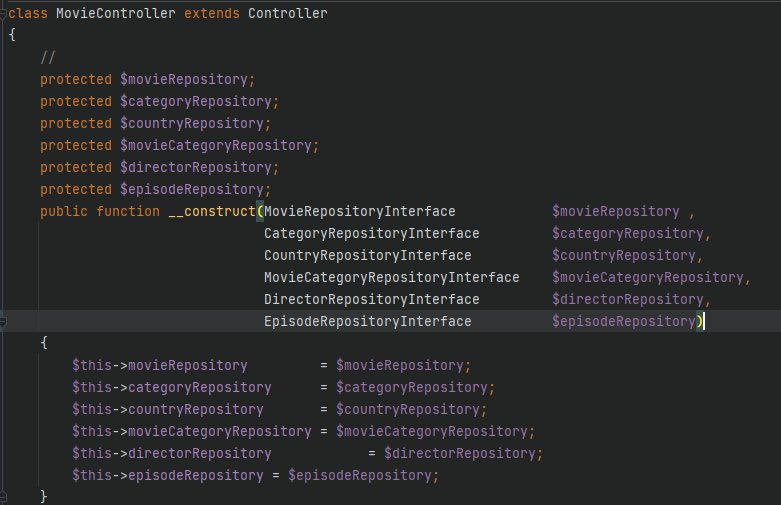 class MovieController extends Controller
{
    //
    protected $movieRepository;
    protected $categoryRepository;
    protected $countryRepository;
    protected $movieCategoryRepository;
    protected $directorRepository;
    protected $episodeRepository;
    public function __construct(MovieRepositoryInterface            $movieRepository ,
                                CategoryRepositoryInterface         $categoryRepository,
                                CountryRepositoryInterface          $countryRepository,
                                MovieCategoryRepositoryInterface    $movieCategoryRepository,
                                DirectorRepositoryInterface         $directorRepository,
                                EpisodeRepositoryInterface          $episodeRepository)
    {
        $this->movieRepository         = $movieRepository;
        $this->categoryRepository      = $categoryRepository;
        $this->countryRepository       = $countryRepository;
        $this->movieCategoryRepository = $movieCategoryRepository;
        $this->directorRepository            = $directorRepository;
        $this->episodeRepository = $episodeRepository;
    }